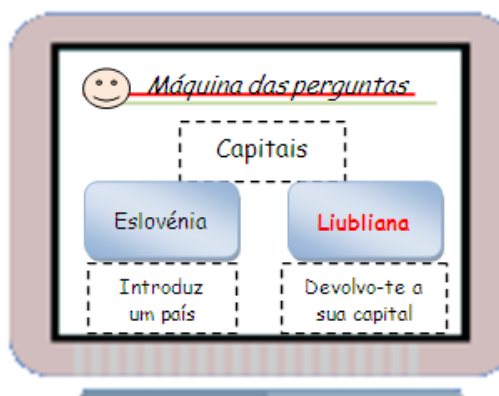 Máquina das perguntas
Capitais
Eslovénia
Liubliana
Introduz
um país
Devolvo-te a
sua capital